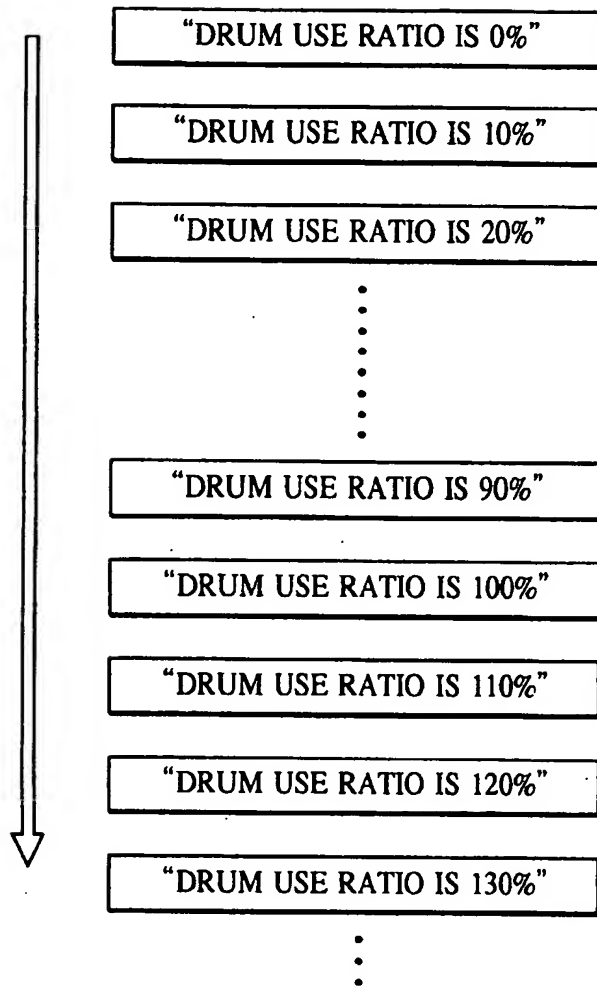 “DRUM USE RATIO IS 0%”
“DRUM USE RATIO IS 10%”
“DRUM USE RATIO IS 20%”
“DRUM USE RATIO IS 90%”
“DRUM USE RATIO IS 100%”
“DRUM USE RATIO IS 110%”
“DRUM USE RATIO IS 120%”
“DRUM USE RATIO IS 130%”